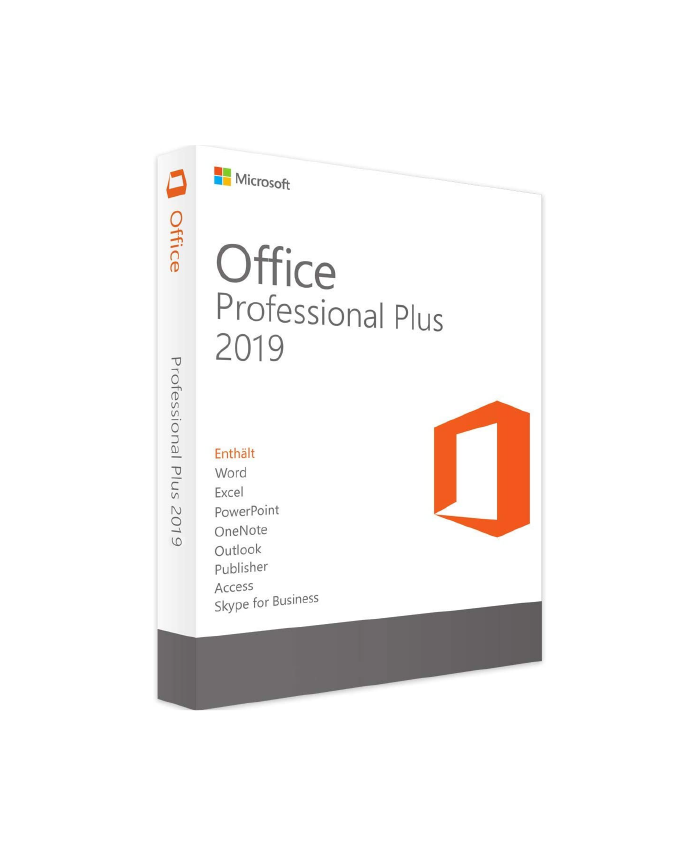 Microsoft
Office
Professional Plus
2019
Enthält
Word
Excel
PowerPoint
OneNote
Outlook
Publisher
Access
Skype for Business
Office
Professional Plus 2019